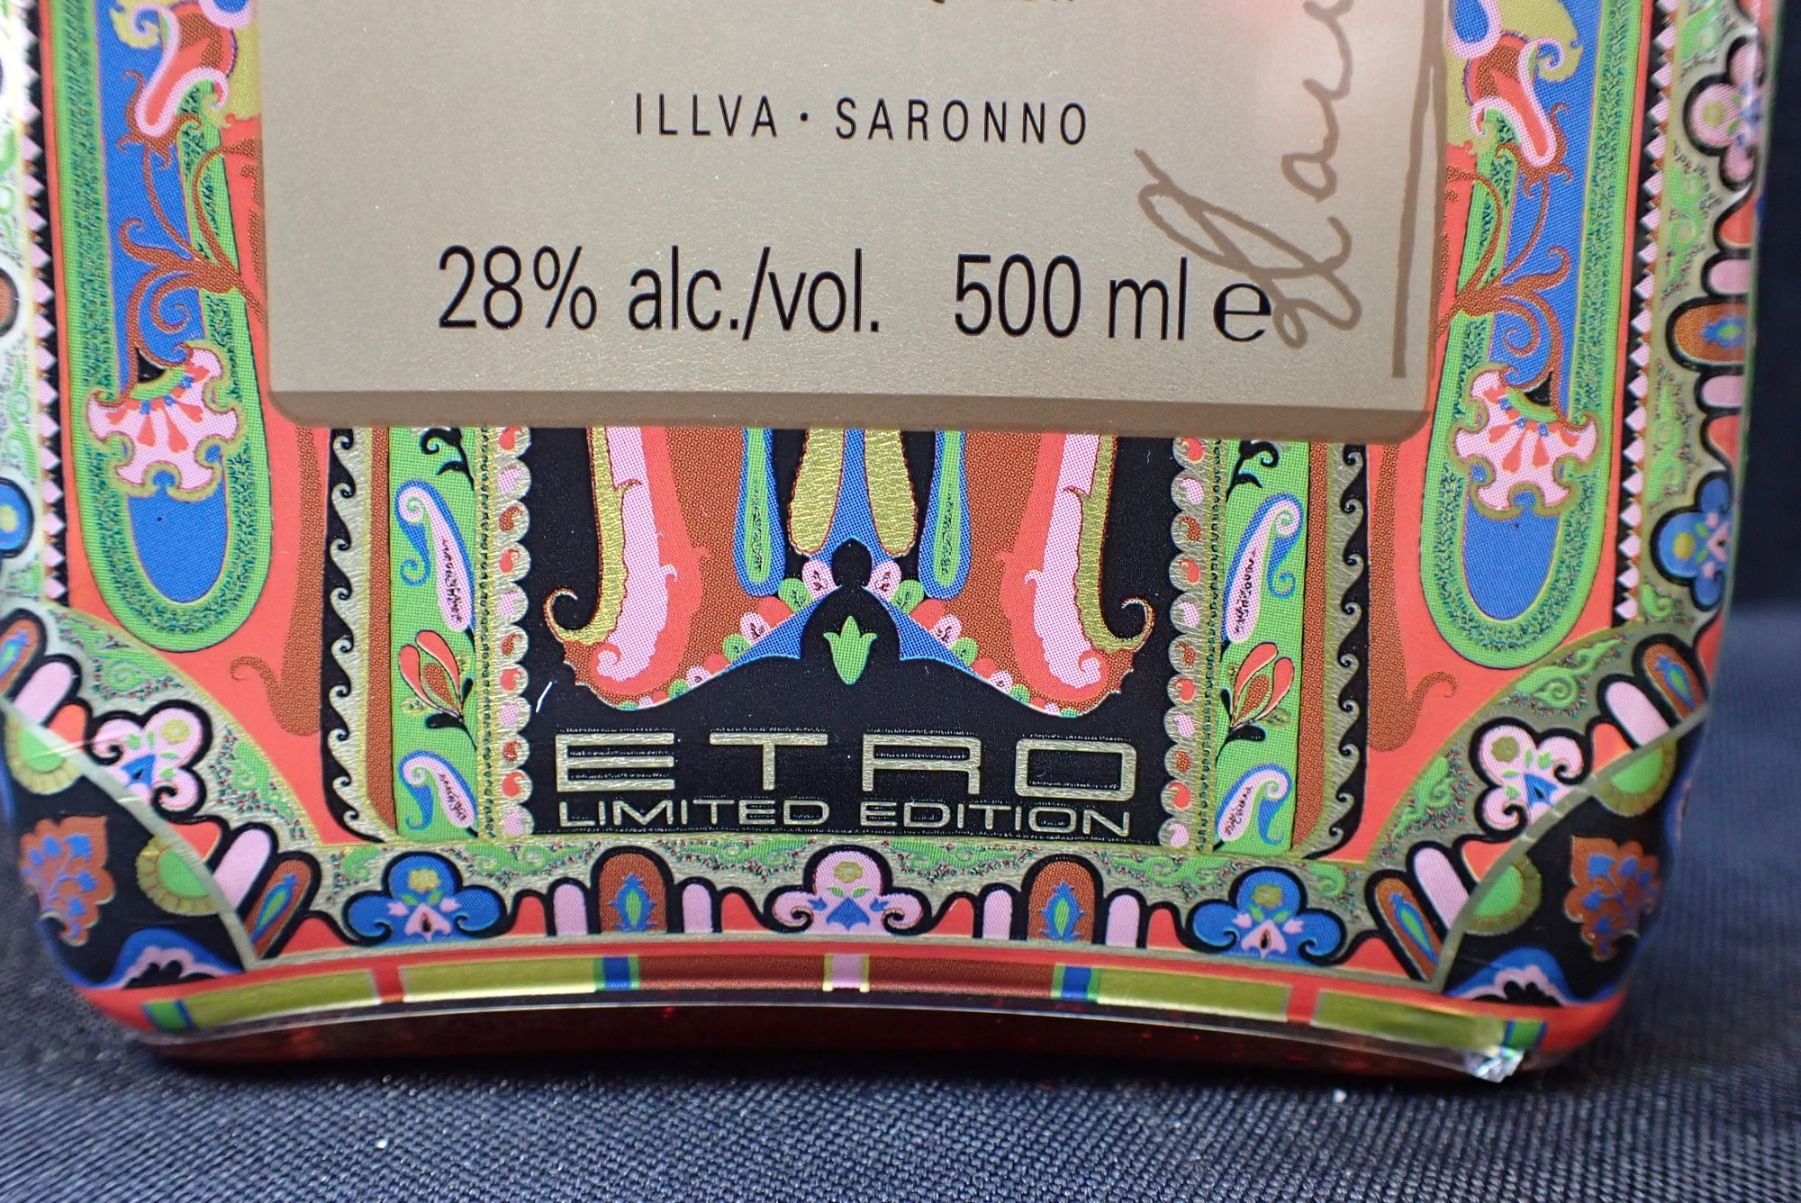 ILLVA · SARONNO
28% alc./vol. 500 ml e
ETRO
LIMITED EDITION